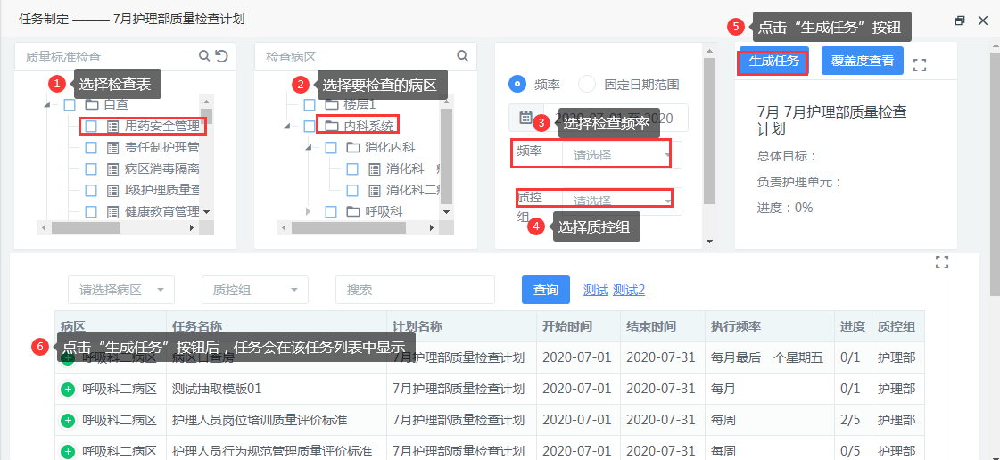 任务制定 ——— 7月护理部质量检查计划
5 点击“生成任务”按钮
质量标准检查
1 选择检查表
自查
用药安全管理
责任制护理管
病区消毒隔离
I级护理质量查
健康教育管理
检查病区
2 选择要检查的病区
楼层1
内科系统
消化内科
消化科一病
消化科二病
呼吸科
频率 固定日期范围
2020-07-01 至 2020-
3 选择检查频率
频率 请选择
质控组 请选择
4 选择质控组
生成任务 覆盖度查看
7月 7月护理部质量检查
计划
总体目标：
负责护理单元：
进度：0%
请选择病区 质控组 搜索 查询 测试 测试2
病区 任务名称 计划名称 开始时间 结束时间 执行频率 进度 质控组
6 点击“生成任务”按钮后，任务会在该任务列表中显示
呼吸科二病区 病区日查房 7月护理部质量检查计划 2020-07-01 2020-07-31 每月最后一个星期五 0/1 护理部
呼吸科二病区 测试抽取模版01 7月护理部质量检查计划 2020-07-01 2020-07-31 每月 0/1 护理部
呼吸科二病区 护理人员岗位培训质量评价标准 7月护理部质量检查计划 2020-07-01 2020-07-31 每周 2/5 护理部
呼吸科二病区 护理人员行为规范管理质量评价标准 7月护理部质量检查计划 2020-07-01 2020-07-31 每周 0/5 护理部